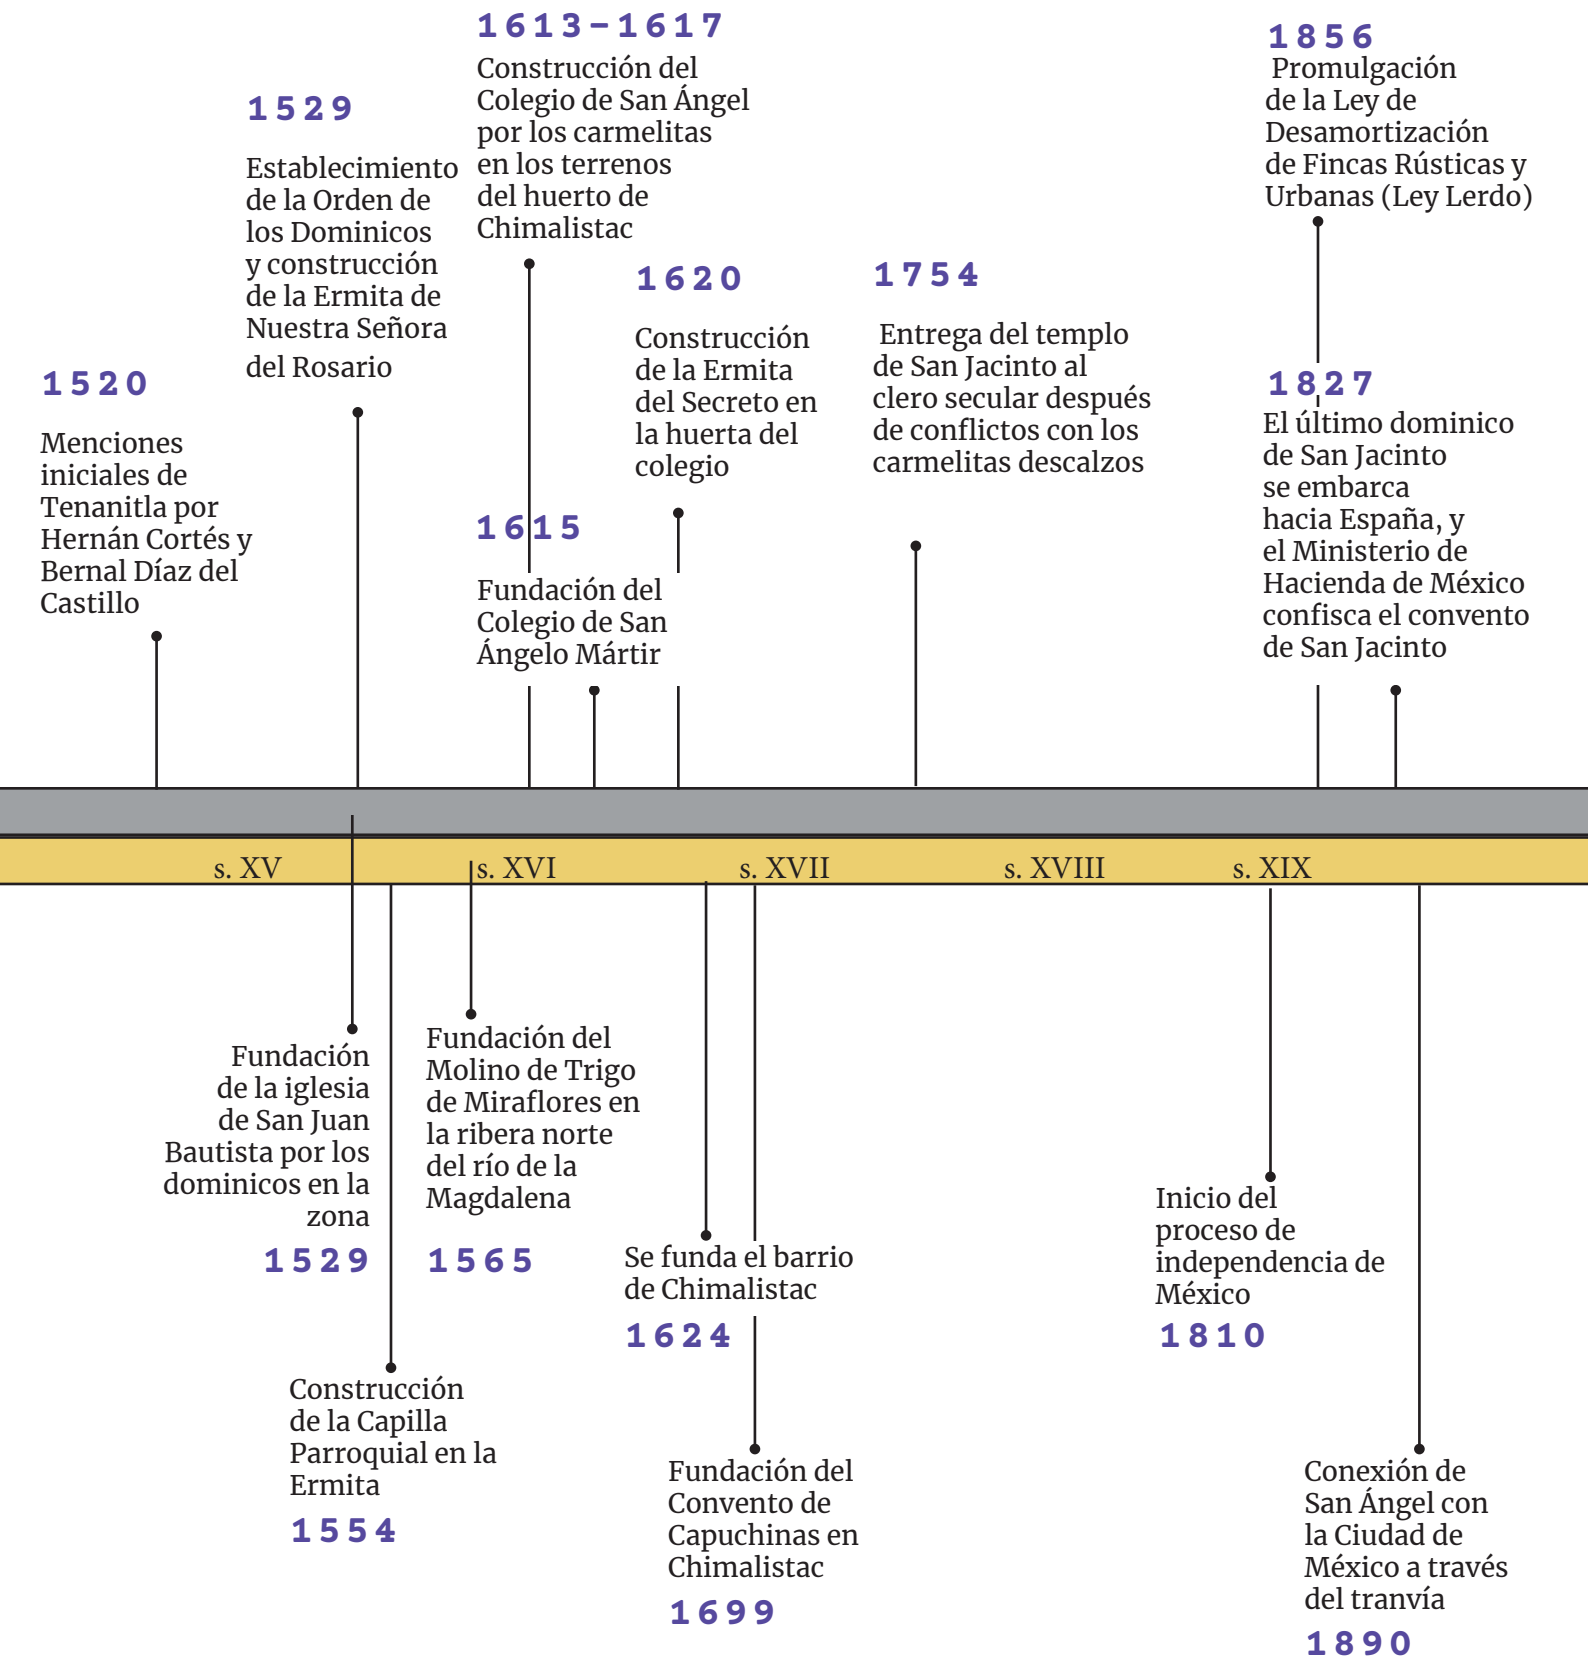 1520
Menciones
iniciales de
Tenanitla por
Hernán Cortés y
Bernal Díaz del
Castillo
1529
Establecimiento
de la Orden de
los Dominicos
y construcción
de la Ermita de
Nuestra Señora
del Rosario
1613–1617
Construcción del
Colegio de San Ángel
por los carmelitas
en los terrenos
del huerto de
Chimalistac
1615
Fundación del
Colegio de San
Ángelo Mártir
1620
Construcción
de la Ermita
del Secreto en
la huerta del
colegio
1754
Entrega del templo
de San Jacinto al
clero secular después
de conflictos con los
carmelitas descalzos
1856
Promulgación
de la Ley de
Desamortización
de Fincas Rústicas y
Urbanas (Ley Lerdo)
1827
El último dominico
de San Jacinto
se embarca
hacia España, y
el Ministerio de
Hacienda de México
confisca el convento
de San Jacinto
s. XV
s. XVI
s. XVII
s. XVIII
s. XIX
Fundación
de la iglesia
de San Juan
Bautista por los
dominicos en la
zona
1529
Construcción
de la Capilla
Parroquial en la
Ermita
1554
Fundación del
Molino de Trigo
de Miraflores en
la ribera norte
del río de la
Magdalena
1565
Se funda el barrio
de Chimalistac
1624
Fundación del
Convento de
Capuchinas en
Chimalistac
1699
Inicio del
proceso de
independencia de
México
1810
Conexión de
San Ángel con
la Ciudad de
México a través
del tranvía
1890